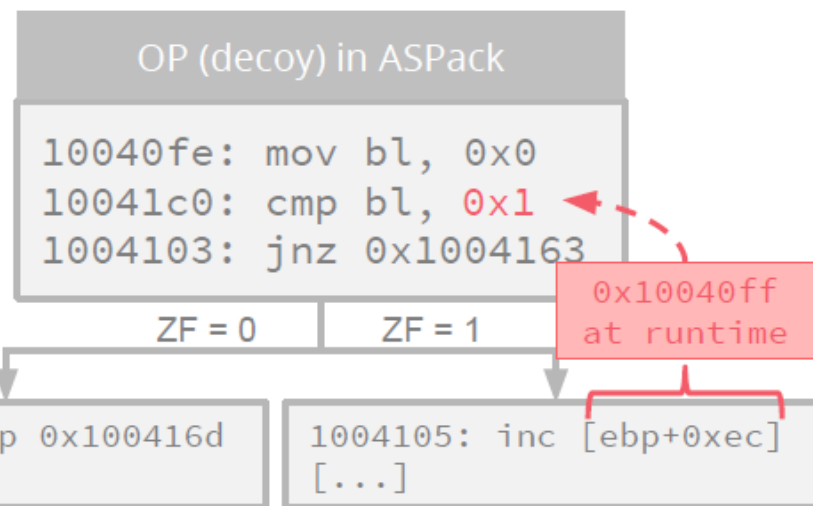 OP (decoy) in ASPack
10040fe: mov bl, 0x0
10041c0: cmp bl, 0x1
1004103: jnz 0x1004163
0x10040ff
at runtime
ZF = 0
ZF = 1
p 0x100416d
1004105: inc [ebp+0xec]
[...]